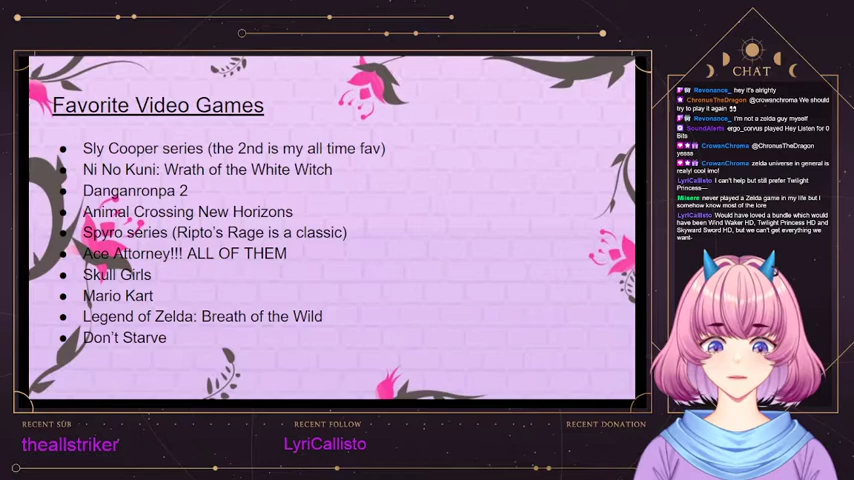 Favorite Video Games
● Sly Cooper series (the 2nd is my all time fav)
● Ni No Kuni: Wrath of the White Witch
● Danganronpa 2
● Animal Crossing New Horizons
● Spyro series (Ripto's Rage is a classic)
● Ace Attorney!!! ALL OF THEM
● Skull Girls
● Mario Kart
● Legend of Zelda: Breath of the Wild
● Don't Starve
CHAT
Revonance_ hey it's alrighty
ChronusTheDragon @crowanchroma We should
try to play it again
Revonance_ I'm not a zelda guy myself
SoundAlerts ergo_corvus played Hey Listen for 0
Bits
CrowanChroma @ChronusTheDragon
yesss
CrowanChroma zelda universe in general is
really cool imo!
LyriCallisto I can't help but still prefer Twilight
Princess—
Misere never played a Zelda game in my life but I
somehow know most of the lore
LyriCallisto Would have loved a bundle which would
have been Wind Waker HD, Twilight Princess HD and
Skyward Sword HD, but we can't get everything we
want-
RECENT SUB
theallstriker
RECENT FOLLOW
LyriCallisto
RECENT DONATION